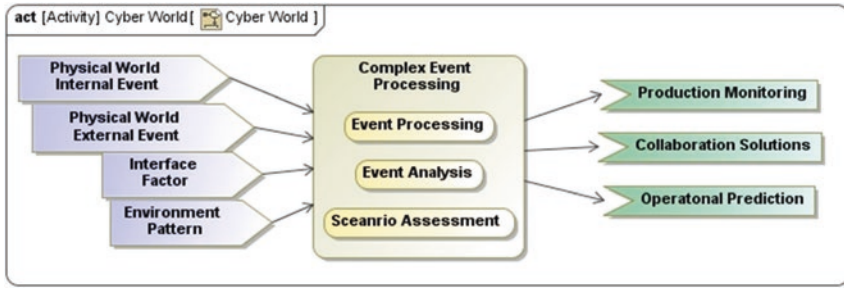 act [Activity] Cyber World[ Cyber World ]
Physical World
Internal Event
Physical World
External Event
Interface
Factor
Environment
Pattern
Complex Event
Processing
Event Processing
Event Analysis
Sceanrio Assessment
Production Monitoring
Collaboration Solutions
Operatonal Prediction